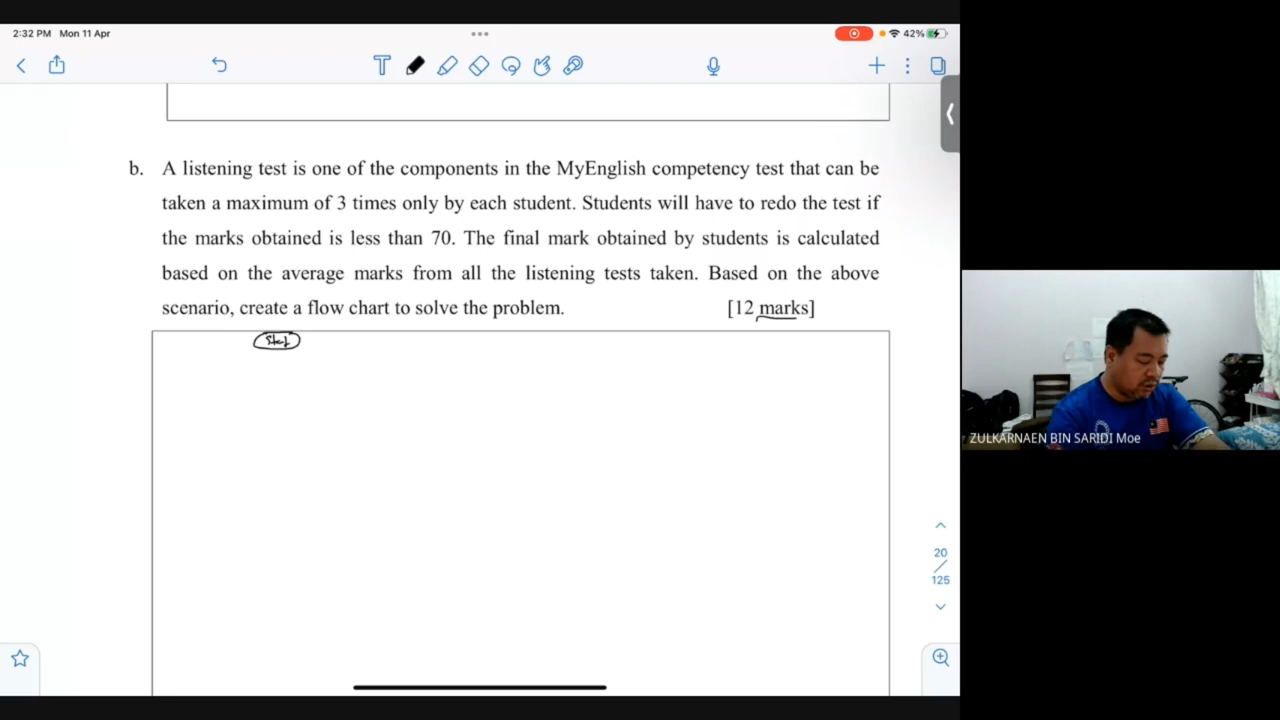 2:32 PM Mon 11 Apr
42%
T
b. A listening test is one of the components in the MyEnglish competency test that can be
taken a maximum of 3 times only by each student. Students will have to redo the test if
the marks obtained is less than 70. The final mark obtained by students is calculated
based on the average marks from all the listening tests taken. Based on the above
scenario, create a flow chart to solve the problem. [12 marks]
Start
ZULKARNAEN BIN SARIDI Moe
20
/
125